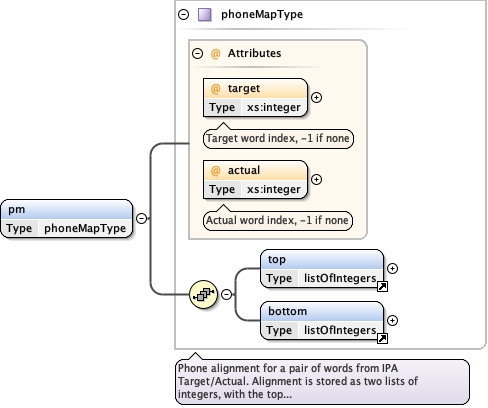 phoneMapType
@ Attributes
@ target
Type xs:integer
Target word index, -1 if none
@ actual
Type xs:integer
Actual word index, -1 if none
pm
Type phoneMapType
top
Type listOfIntegers
bottom
Type listOfIntegers
Phone alignment for a pair of words from IPA
Target/Actual. Alignment is stored as two lists of
integers, with the top...